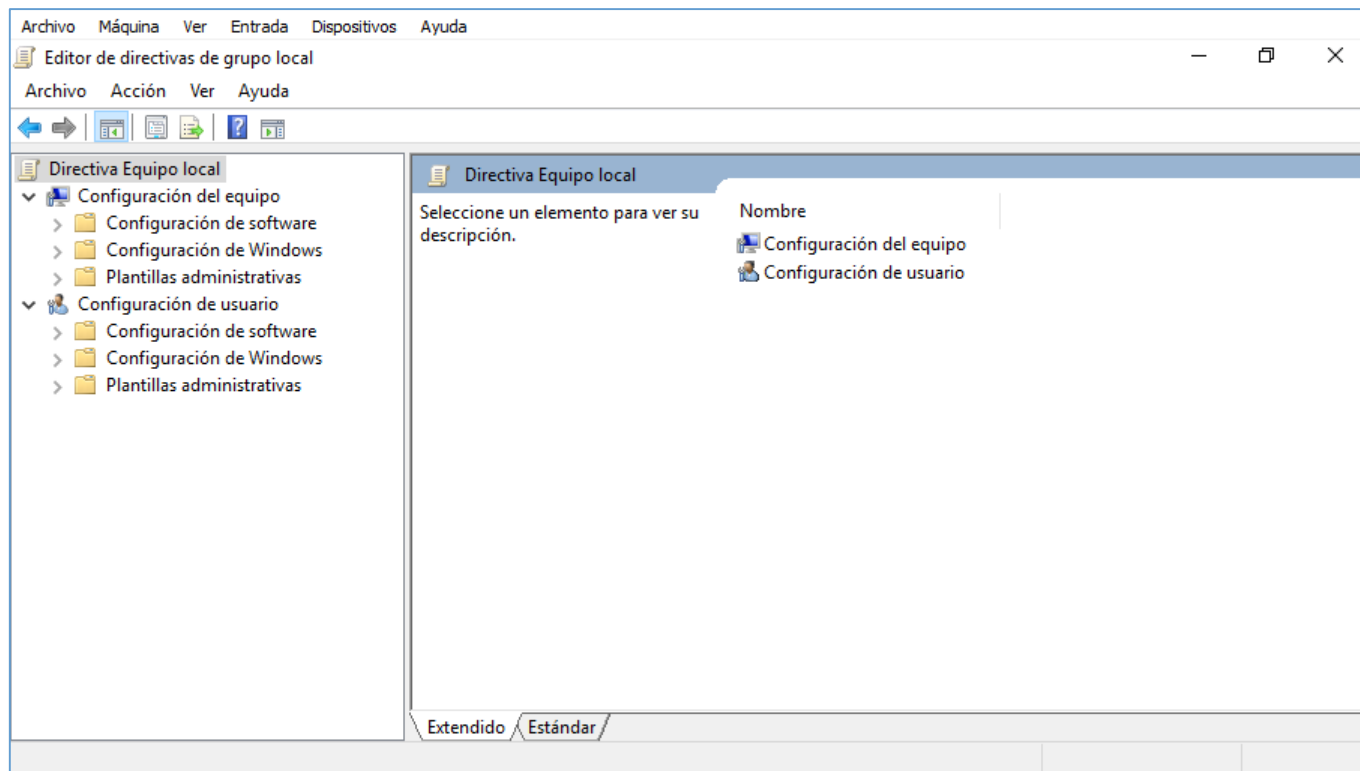 Archivo Máquina Ver Entrada Dispositivos Ayuda
Editor de directivas de grupo local
Archivo Acción Ver Ayuda
Directiva Equipo local
Configuración del equipo
Configuración de software
Configuración de Windows
Plantillas administrativas
Configuración de usuario
Configuración de software
Configuración de Windows
Plantillas administrativas
Directiva Equipo local
Seleccione un elemento para ver su
descripción.
Nombre
Configuración del equipo
Configuración de usuario
Extendido Estándar